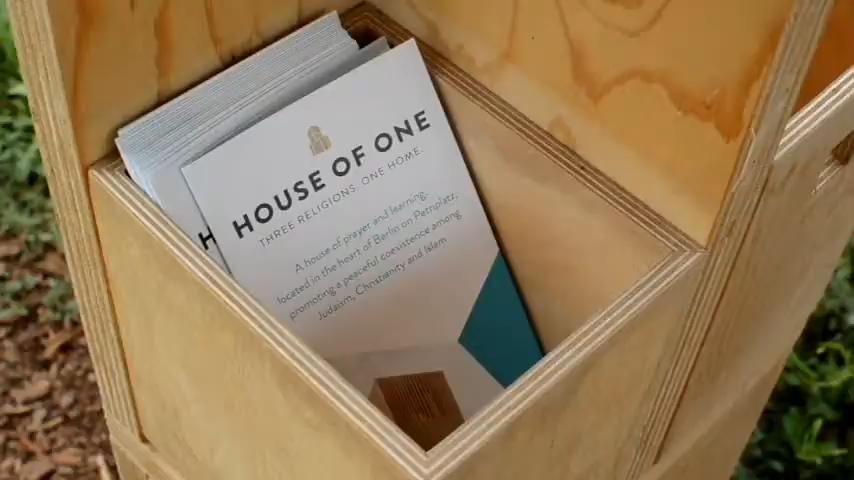 HOUSE OF ONE
THREE RELIGIONS. ONE HOME.
A house of prayer and learning,
located in the heart of Berlin on Petriplatz,
promoting a peaceful coexistence among
Judaism, Christianity and Islam
H